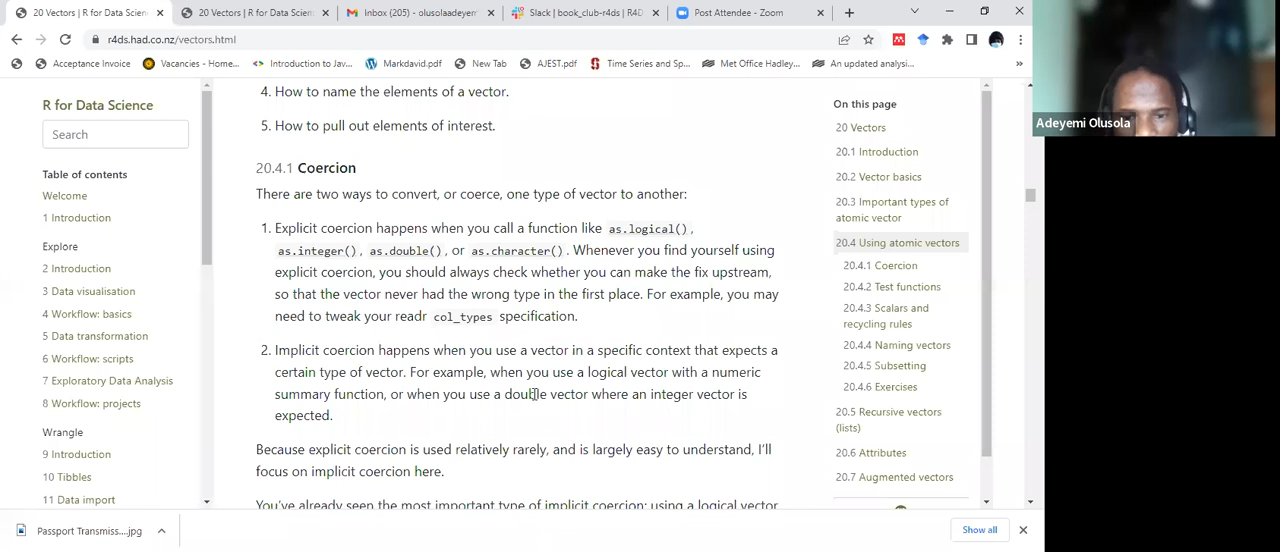 20 Vectors | R for Data Science
20 Vectors | R for Data Scien
Inbox (205) - olusolaadeyem
Slack | book_club-r4ds | R4D
Post Attendee - Zoom
r4ds.had.co.nz/vectors.html
Acceptance Invoice
Vacancies - Home...
Introduction to Jav...
Markdavid.pdf
New Tab
AJEST.pdf
Time Series and Sp...
Met Office Hadley...
An updated analysi...
»
R for Data Science
Search
Table of contents
Welcome
1 Introduction
Explore
2 Introduction
3 Data visualisation
4 Workflow: basics
5 Data transformation
6 Workflow: scripts
7 Exploratory Data Analysis
8 Workflow: projects
Wrangle
9 Introduction
10 Tibbles
11 Data import
4. How to name the elements of a vector.
5. How to pull out elements of interest.
20.4.1 Coercion
There are two ways to convert, or coerce, one type of vector to another:
1. Explicit coercion happens when you call a function like as.logical(),
as.integer(), as.double(), or as.character(). Whenever you find yourself using
explicit coercion, you should always check whether you can make the fix upstream,
so that the vector never had the wrong type in the first place. For example, you may
need to tweak your readr col_types specification.
2. Implicit coercion happens when you use a vector in a specific context that expects a
certain type of vector. For example, when you use a logical vector with a numeric
summary function, or when you use a double vector where an integer vector is
expected.
Because explicit coercion is used relatively rarely, and is largely easy to understand, I'll
focus on implicit coercion here.
You've already seen the most important type of implicit coercion: using a logical vector
On this page
20 Vectors
20.1 Introduction
20.2 Vector basics
20.3 Important types of
atomic vector
20.4 Using atomic vectors
20.4.1 Coercion
20.4.2 Test functions
20.4.3 Scalars and
recycling rules
20.4.4 Naming vectors
20.4.5 Subsetting
20.4.6 Exercises
20.5 Recursive vectors
(lists)
20.6 Attributes
20.7 Augmented vectors
Adeyemi Olusola
Passport Transmiss....jpg
Show all